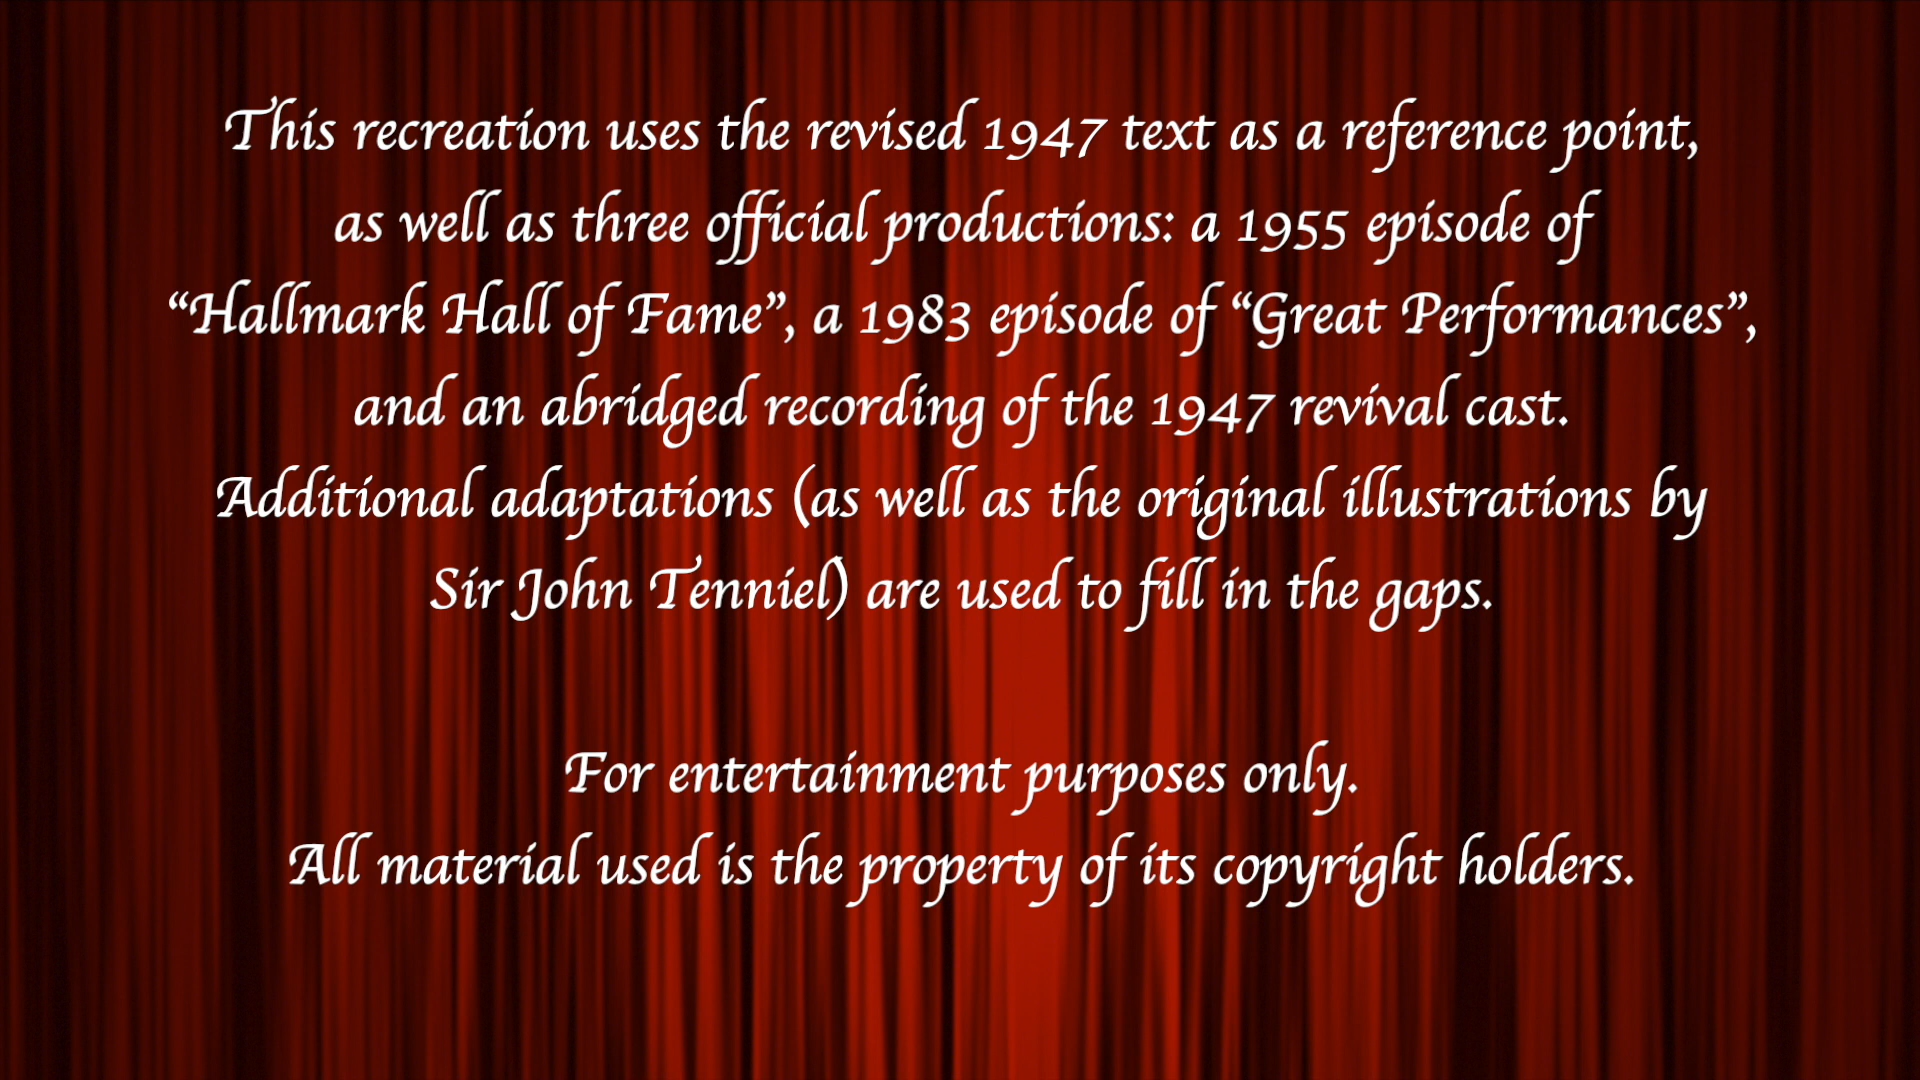 This recreation uses the revised 1947 text as a reference point,
as well as three official productions: a 1955 episode of
“Hallmark Hall of Fame”, a 1983 episode of “Great Performances”,
and an abridged recording of the 1947 revival cast.
Additional adaptations (as well as the original illustrations by
Sir John Tenniel) are used to fill in the gaps.
For entertainment purposes only.
All material used is the property of its copyright holders.